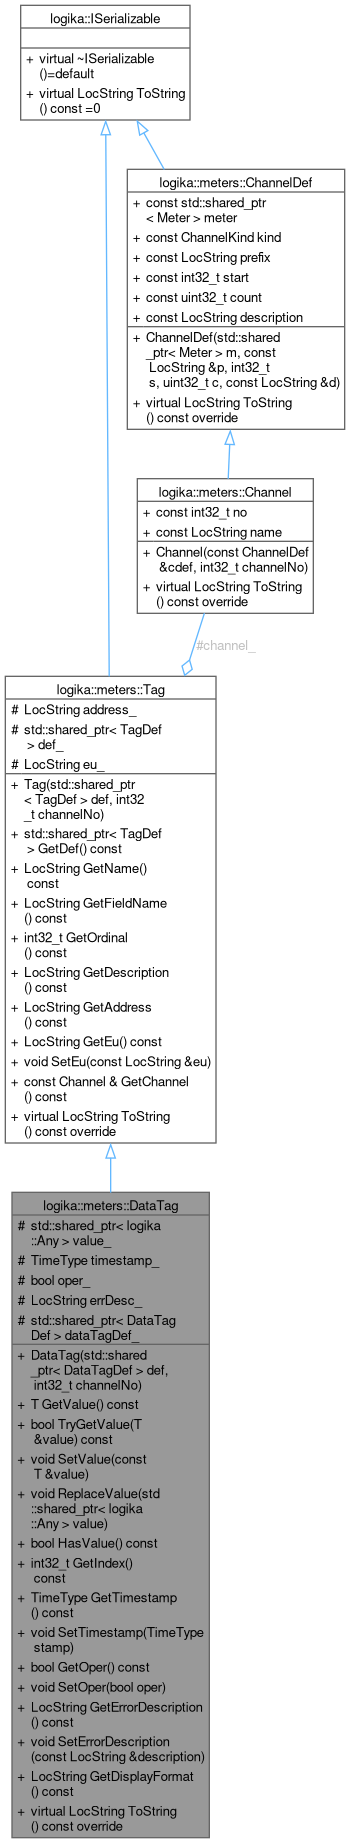 logika::ISerializable
+ virtual ~ISerializable
()=default
+ virtual LocString ToString
() const =0
logika::meters::ChannelDef
+ const std::shared_ptr
< Meter > meter
+ const ChannelKind kind
+ const LocString prefix
+ const int32_t start
+ const uint32_t count
+ const LocString description
+ ChannelDef(std::shared
_ptr< Meter > m, const
LocString &p, int32_t
s, uint32_t c, const LocString &d)
+ virtual LocString ToString
() const override
logika::meters::Channel
+ const int32_t no
+ const LocString name
+ Channel(const ChannelDef
&cdef, int32_t channelNo)
+ virtual LocString ToString
() const override
#channel_
logika::meters::Tag
# LocString address_
# std::shared_ptr< TagDef
> def_
# LocString eu_
+ Tag(std::shared_ptr
< TagDef > def, int32
_t channelNo)
+ std::shared_ptr< TagDef
> GetDef() const
+ LocString GetName()
const
+ LocString GetFieldName
() const
+ int32_t GetOrdinal
() const
+ LocString GetDescription
() const
+ LocString GetAddress
() const
+ LocString GetEu() const
+ void SetEu(const LocString &eu)
+ const Channel & GetChannel
() const
+ virtual LocString ToString
() const override
logika::meters::DataTag
# std::shared_ptr< logika
::Any > value_
# TimeType timestamp_
# bool oper_
# LocString errDesc_
# std::shared_ptr< DataTag
Def > dataTagDef_
+ DataTag(std::shared
_ptr< DataTagDef > def,
int32_t channelNo)
+ T GetValue() const
+ bool TryGetValue(T
&value) const
+ void SetValue(const
T &value)
+ void ReplaceValue(std
::shared_ptr< logika
::Any > value)
+ bool HasValue() const
+ int32_t GetIndex()
const
+ TimeType GetTimestamp
() const
+ void SetTimestamp(TimeType
stamp)
+ bool GetOper() const
+ void SetOper(bool oper)
+ LocString GetErrorDescription
() const
+ void SetErrorDescription
(const LocString &description)
+ LocString GetDisplayFormat
() const
+ virtual LocString ToString
() const override